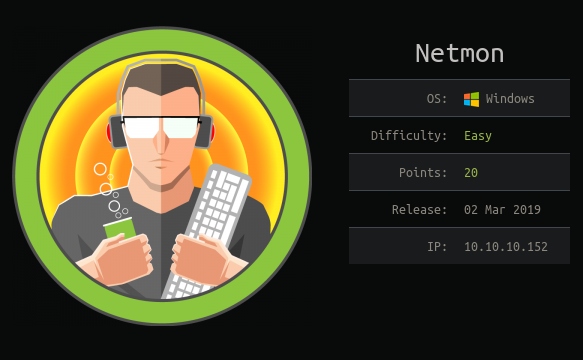 Netmon
OS: Windows
Difficulty: Easy
Points: 20
Release: 02 Mar 2019
IP: 10.10.10.152